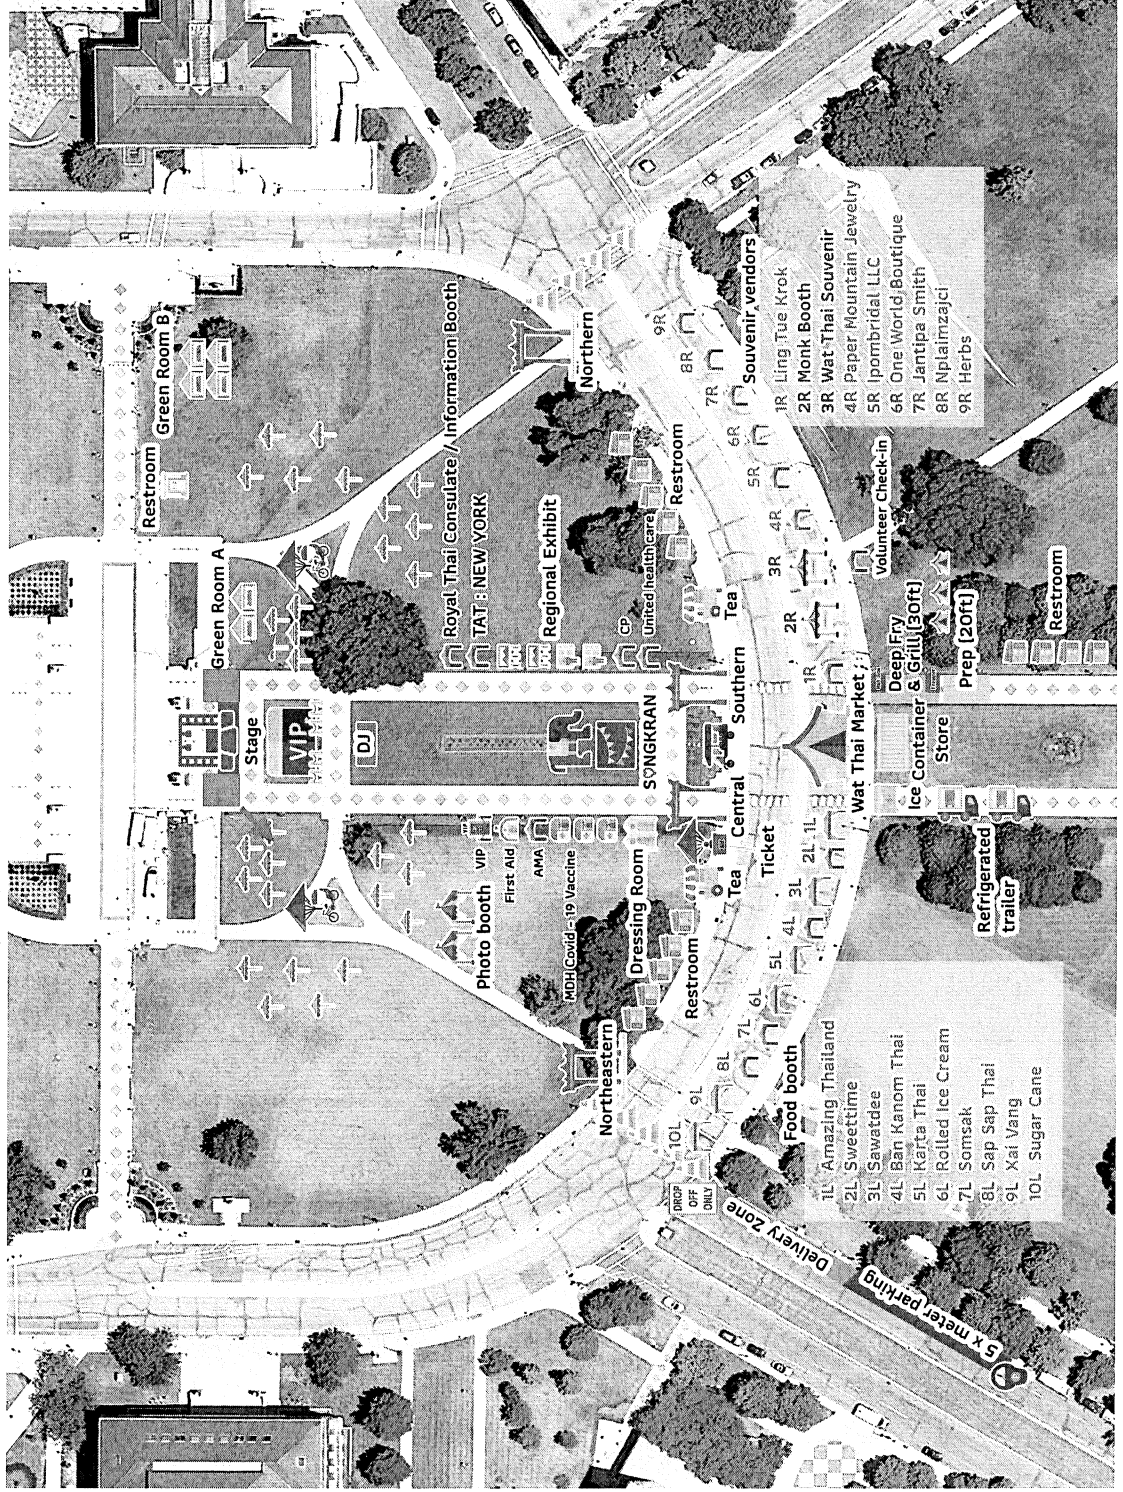 Restroom
Green Room B
Green Room A
Stage
VIP
DJ
SONGKRAN
Royal Thai Consulate / Information Booth
TAT : NEW YORK
Regional Exhibit
CP
United health care
Restroom
Northern
VIP
First Aid
AMA
MDH Covid-19 Vaccine
Photo booth
Dressing Room
Restroom
Northeastern
Southern
Central
Tea
Tea
Ticket
Wat Thai Market
1R
2R
3R
4R
5R
6R
7R
8R
9R
1L
2L
3L
4L
5L
6L
7L
8L
9L
10L
Souvenir vendors
1R Ling Tue Krok
2R Monk Booth
3R Wat Thai Souvenir
4R Paper Mountain Jewelry
5R Ipombridal LLC
6R One World Boutique
7R Jantipa Smith
8R Nplaimzajci
9R Herbs
Volunteer Check-in
Deep Fry
& Grill [30ft]
Prep [20ft]
Restroom
Ice Container
Store
Refrigerated
trailer
Food booth
1L Amazing Thailand
2L Sweettime
3L Sawatdee
4L Ban Kanom Thai
5L Karta Thai
6L Rolled Ice Cream
7L Somsak
8L Sap Sap Thai
9L Xai Vang
10L Sugar Cane
DROP
OFF
ONLY
Delivery Zone
5 x meter parking